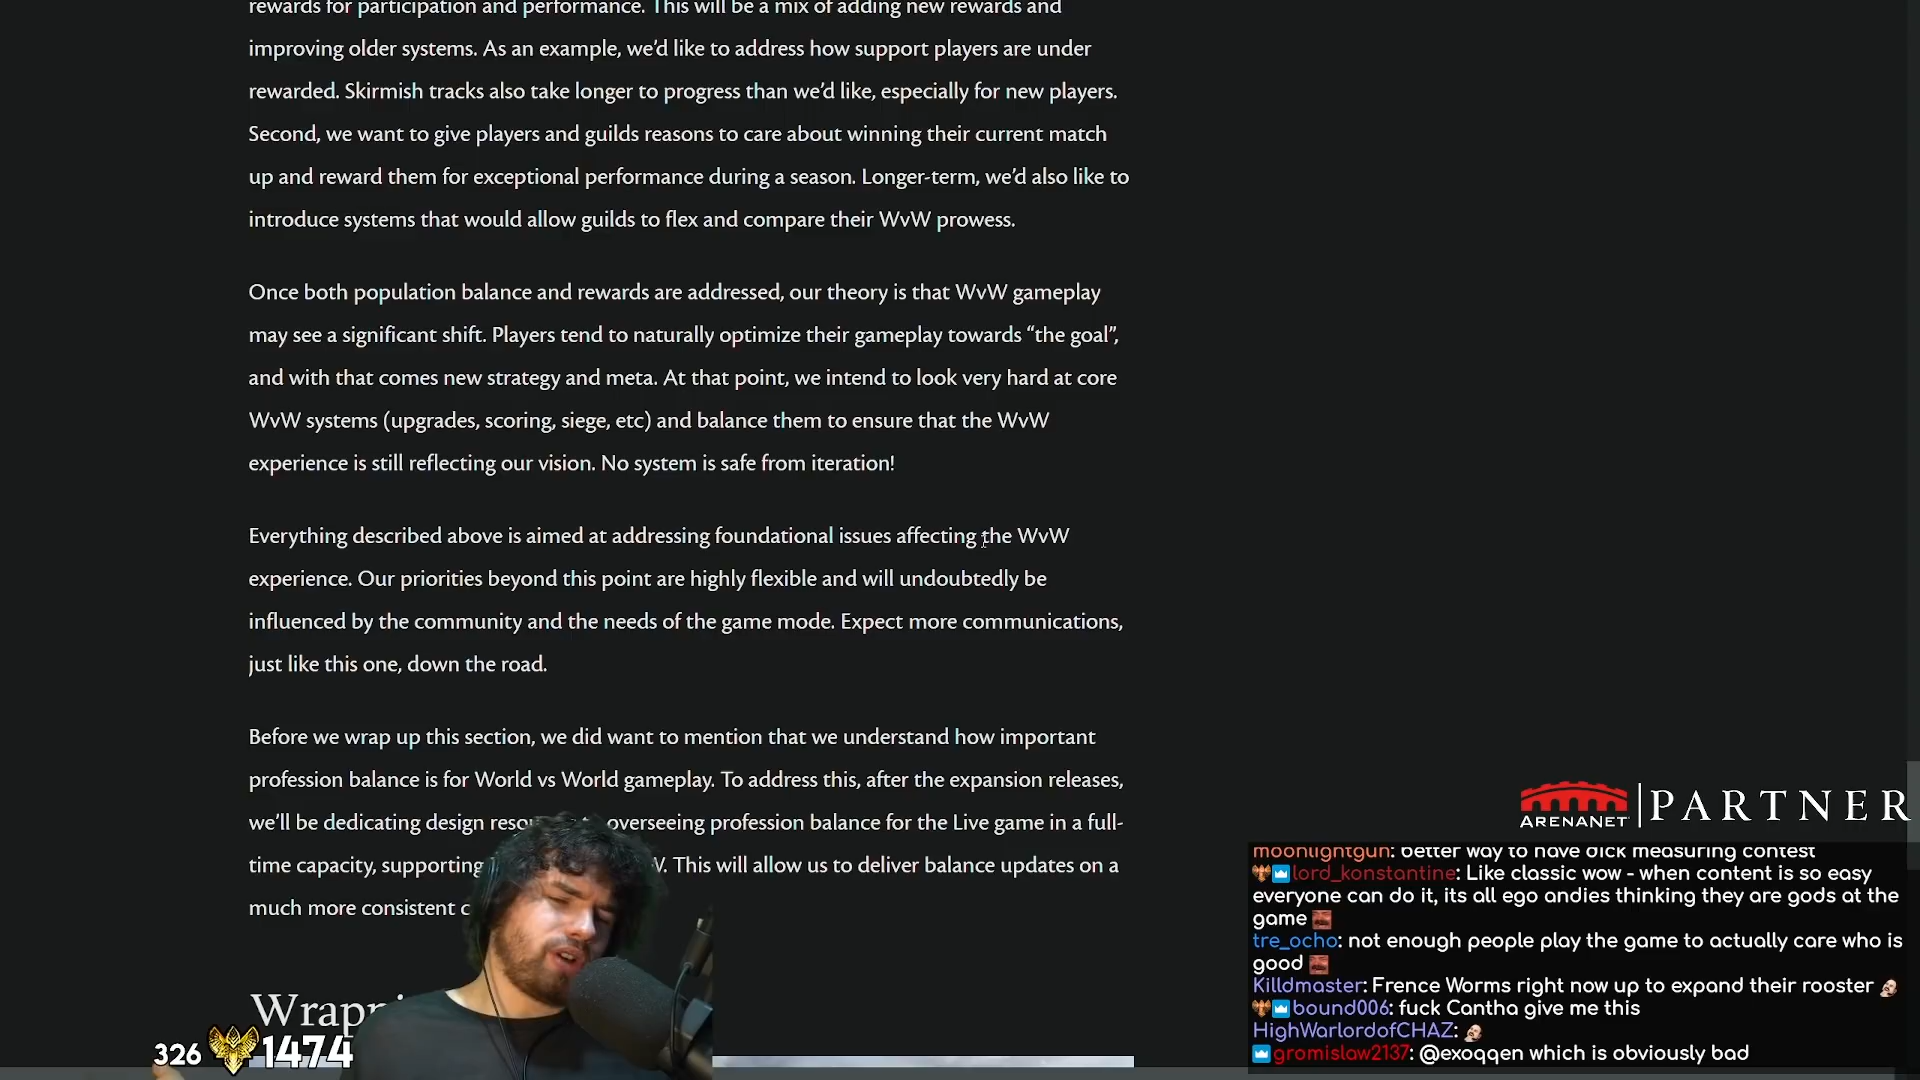 rewards for participation and performance. This will be a mix of adding new rewards and
improving older systems. As an example, we'd like to address how support players are under
rewarded. Skirmish tracks also take longer to progress than we'd like, especially for new players.
Second, we want to give players and guilds reasons to care about winning their current match
up and reward them for exceptional performance during a season. Longer-term, we'd also like to
introduce systems that would allow guilds to flex and compare their WvW prowess.
Once both population balance and rewards are addressed, our theory is that WvW gameplay
may see a significant shift. Players tend to naturally optimize their gameplay towards “the goal”,
and with that comes new strategy and meta. At that point, we intend to look very hard at core
WvW systems (upgrades, scoring, siege, etc) and balance them to ensure that the WvW
experience is still reflecting our vision. No system is safe from iteration!
Everything described above is aimed at addressing foundational issues affecting the WvW
experience. Our priorities beyond this point are highly flexible and will undoubtedly be
influenced by the community and the needs of the game mode. Expect more communications,
just like this one, down the road.
Before we wrap up this section, we did want to mention that we understand how important
profession balance is for World vs World gameplay. To address this, after the expansion releases,
we'll be dedicating design overseeing profession balance for the Live game in a full-
time capacity, supporting This will allow us to deliver balance updates on a
much more consistent
326 1474
ARENANET PARTNER
moonlightgun: better way to have dick measuring contest
lord_konstantine: Like classic wow - when content is so easy
everyone can do it, its all ego andies thinking they are gods at the
game
tre_ocho: not enough people play the game to actually care who is
good
Killdmaster: Frence Worms right now up to expand their rooster
bound006: fuck Cantha give me this
HighWarlordofCHAZ:
gromislaw2137: @exoqqen which is obviously bad